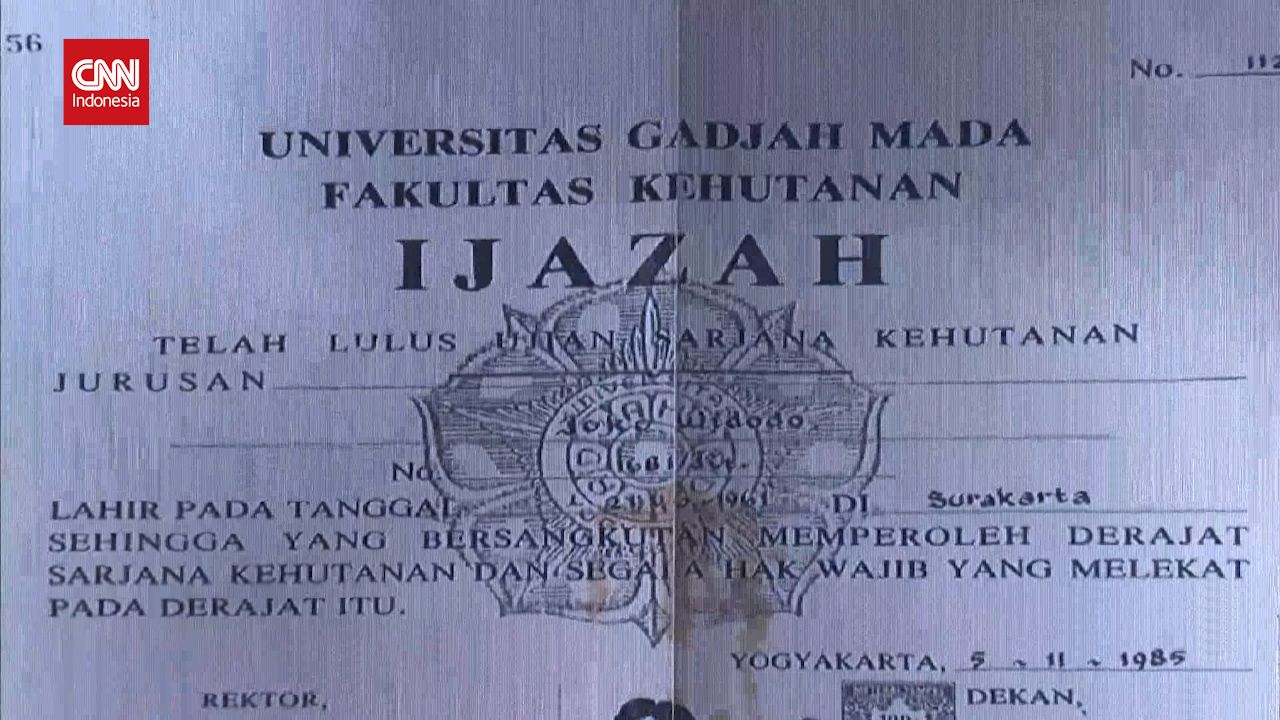 56
CNN
Indonesia
No. 112
UNIVERSITAS GADJAH MADA
FAKULTAS KEHUTANAN
IJAZAH
TELAH LULUS UJIAN SARJANA KEHUTANAN
JURUSAN
Joko Widodo.
No.
LAHIR PADA TANGGAL 1961 DI Surakarta
SEHINGGA YANG BERSANGKUTAN MEMPEROLEH DERAJAT
SARJANA KEHUTANAN DAN SEGALA HAK WAJIB YANG MELEKAT
PADA DERAJAT ITU.
YOGYAKARTA, 5 - 11 - 1985
REKTOR, DEKAN,